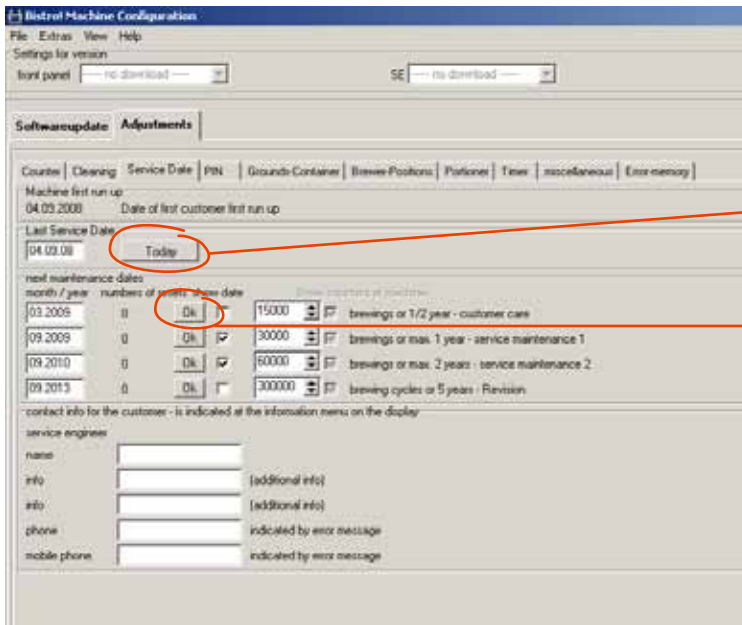 Bistrot Machine Configuration
File Extras View Help
Settings for version
front panel ---- no download ---- SE ---- no download ----
Softwareupdate Adjustments
Counter Cleaning Service Date PIN Grounds-Container Brewer-Positions Portioner Timer miscellaneous Error-memory
Machine first run up
04.09.2008 Date of first customer first run up
Last Service Date
04.09.08 Today
next maintenance dates
month / year numbers of resets show date
03.2009 0 Ok 15000 brewings or 1/2 year - customer care
09.2009 0 Ok 30000 brewings or max. 1 year - service maintenance 1
09.2010 0 Ok 60000 brewings or max. 2 years - service maintenance 2
09.2013 0 Ok 300000 brewing cycles or 5 years - Revision
contact info for the customer - is indicated at the information menu on the display
service engineer
name
info (additional info)
info (additional info)
phone indicated by error message
mobile phone indicated by error message